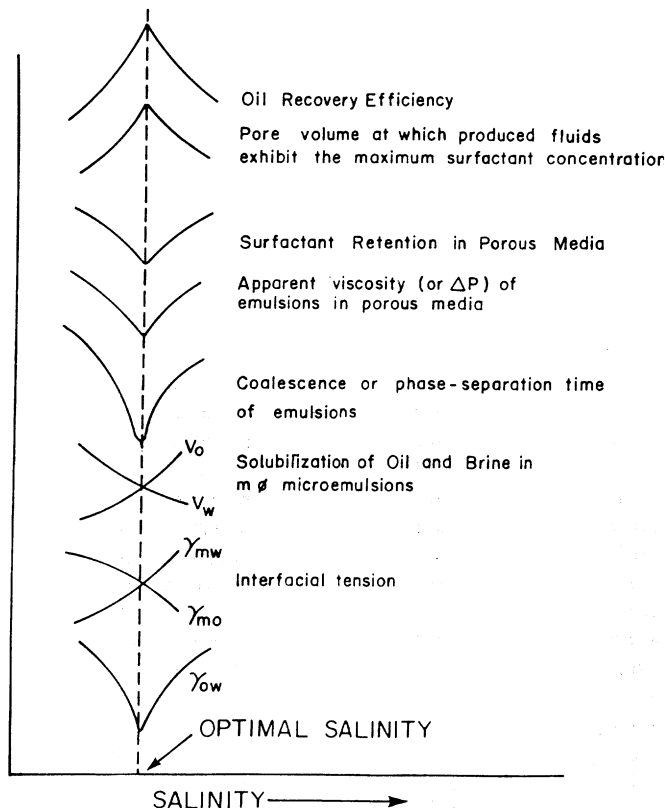 Oil Recovery Efficiency
Pore volume at which produced fluids
exhibit the maximum surfactant concentration
Surfactant Retention in Porous Media
Apparent viscosity (or △P) of
emulsions in porous media
Coalescence or phase-separation time
of emulsions
V₀
Solubilization of Oil and Brine in
mø microemulsions
V_w
γ_mw
Interfacial tension
γ_mo
γ_ow
OPTIMAL SALINITY
SALINITY